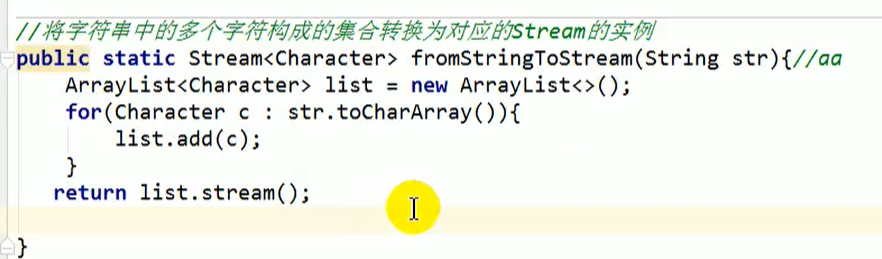 //将字符串中的多个字符构成的集合转换为对应的Stream的实例
public static Stream<Character> fromStringToStream(String str){//aa
    ArrayList<Character> list = new ArrayList<>();
    for(Character c : str.toCharArray()){
        list.add(c);
    }
   return list.stream();
}